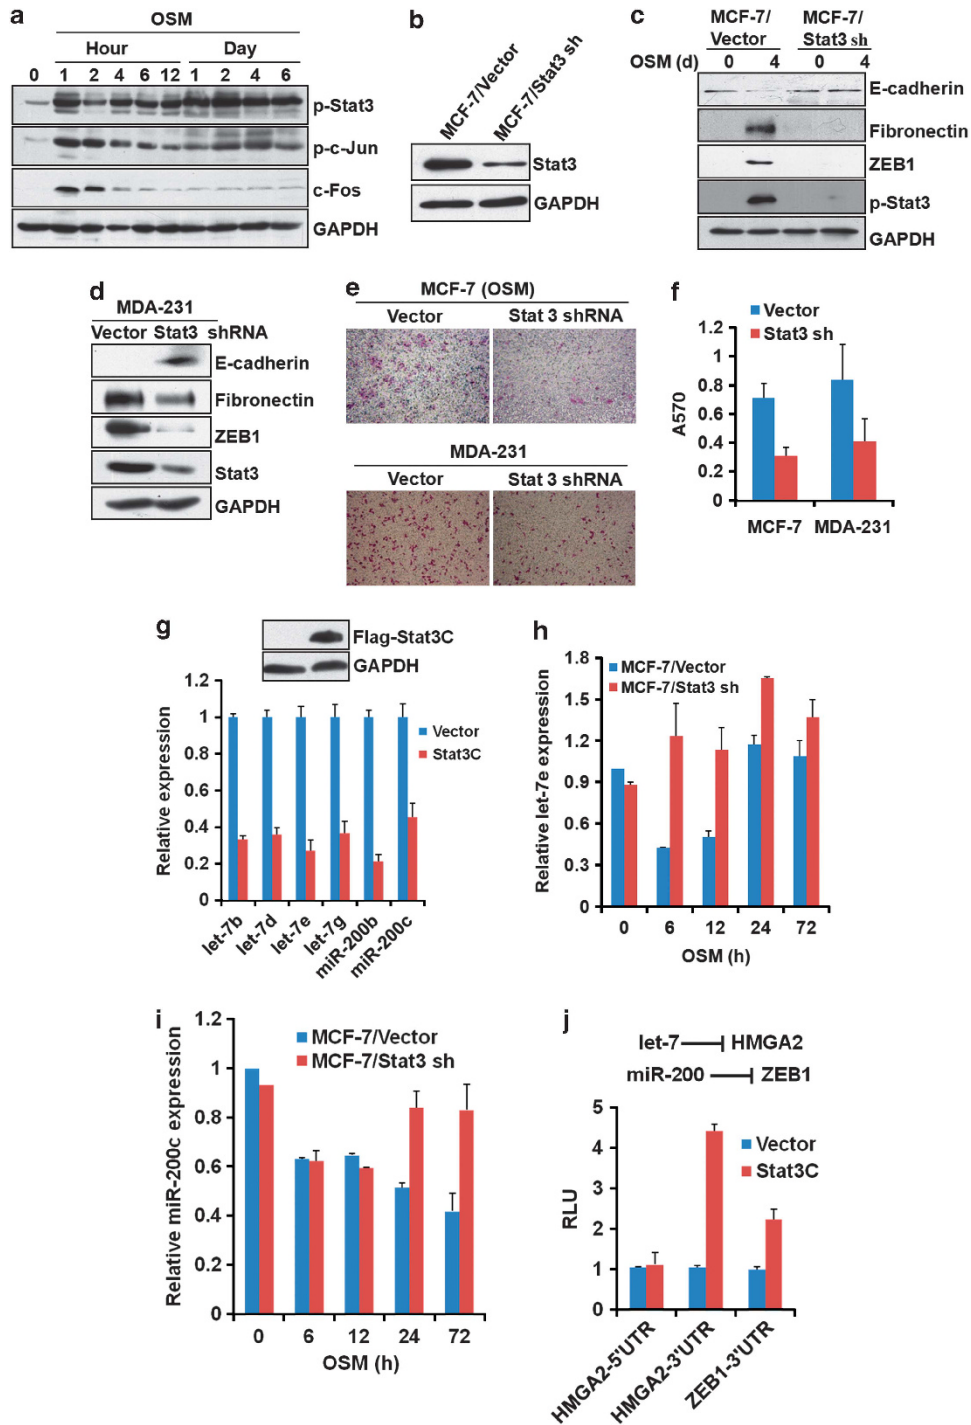 a
OSM
Hour
Day
0 1 2 4 6 12 1 2 4 6
p-Stat3
p-c-Jun
c-Fos
GAPDH
b
MCF-7/Vector
MCF-7/Stat3 sh
Stat3
GAPDH
c
MCF-7/ MCF-7/
Vector Stat3 sh
OSM (d) 0 4 0 4
E-cadherin
Fibronectin
ZEB1
p-Stat3
GAPDH
d
MDA-231
Vector Stat3 shRNA
E-cadherin
Fibronectin
ZEB1
Stat3
GAPDH
e
MCF-7 (OSM)
Vector Stat 3 shRNA
MDA-231
Vector Stat 3 shRNA
f
Vector
Stat3 sh
1.2
1
0.8
0.6
0.4
0.2
0
A570
MCF-7 MDA-231
g
Flag-Stat3C
GAPDH
1.2
1
0.8
0.6
0.4
0.2
0
Relative expression
Vector
Stat3C
let-7b
let-7d
let-7e
let-7g
miR-200b
miR-200c
h
MCF-7/Vector
MCF-7/Stat3 sh
1.8
1.5
1.2
0.9
0.6
0.3
0
Relative let-7e expression
0 6 12 24 72
OSM (h)
i
MCF-7/Vector
MCF-7/Stat3 sh
1.2
1
0.8
0.6
0.4
0.2
0
Relative miR-200c expression
0 6 12 24 72
OSM (h)
j
let-7 HMGA2
miR-200 ZEB1
Vector
Stat3C
5
4
3
2
1
0
RLU
HMGA2-5'UTR
HMGA2-3'UTR
ZEB1-3'UTR